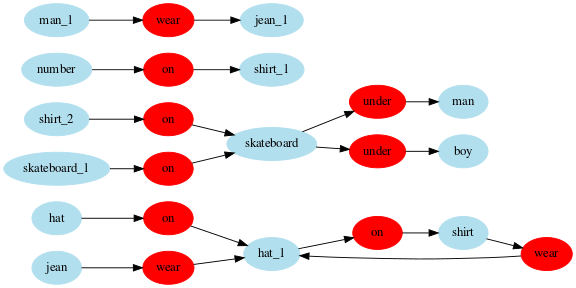 man_1 wear jean_1
number on shirt_1
shirt_2 on
skateboard_1 on
skateboard
under man
under boy
hat on
jean wear
hat_1
on shirt
wear